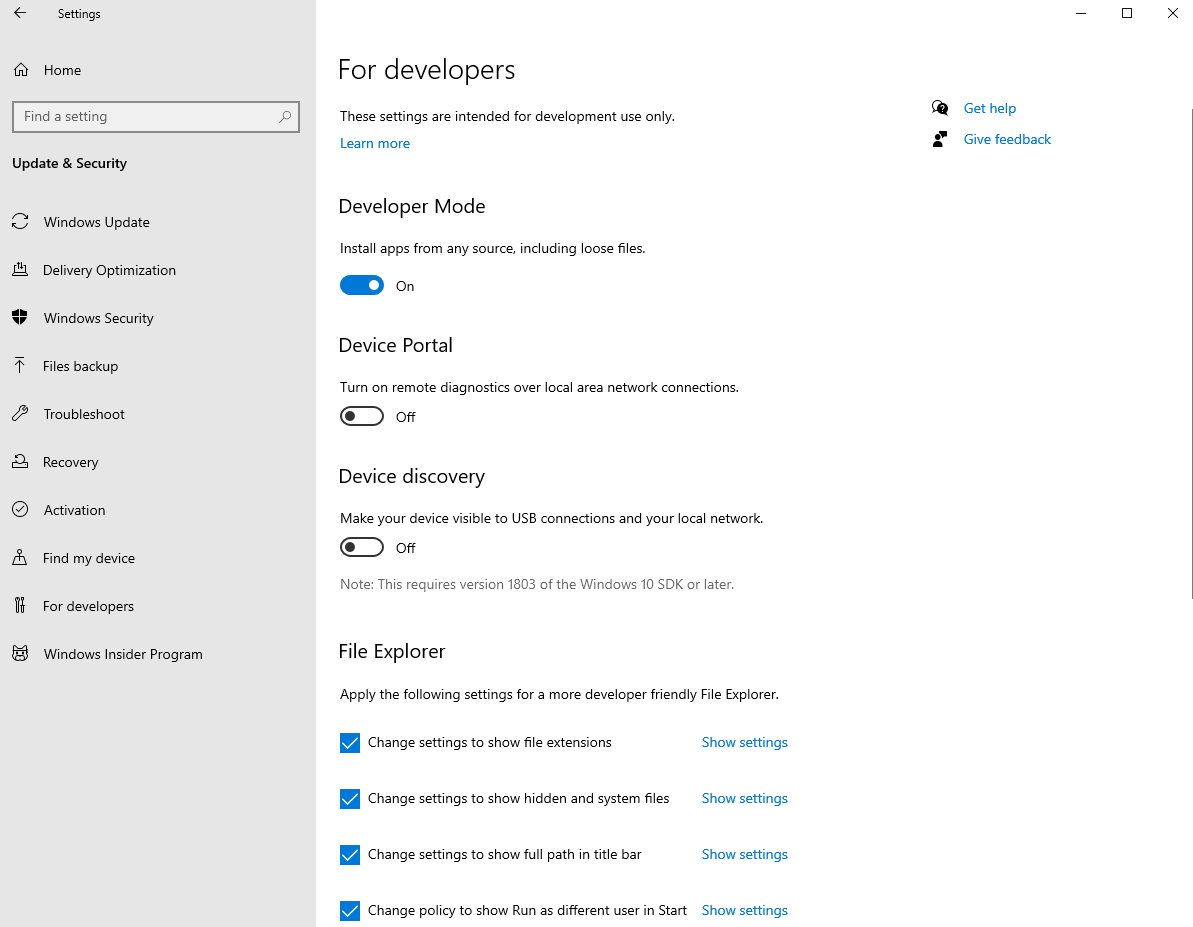 Settings
Home
Find a setting
Update & Security
Windows Update
Delivery Optimization
Windows Security
Files backup
Troubleshoot
Recovery
Activation
Find my device
For developers
Windows Insider Program
For developers
These settings are intended for development use only.
Learn more
Get help
Give feedback
Developer Mode
Install apps from any source, including loose files.
On
Device Portal
Turn on remote diagnostics over local area network connections.
Off
Device discovery
Make your device visible to USB connections and your local network.
Off
Note: This requires version 1803 of the Windows 10 SDK or later.
File Explorer
Apply the following settings for a more developer friendly File Explorer.
Change settings to show file extensions Show settings
Change settings to show hidden and system files Show settings
Change settings to show full path in title bar Show settings
Change policy to show Run as different user in Start Show settings